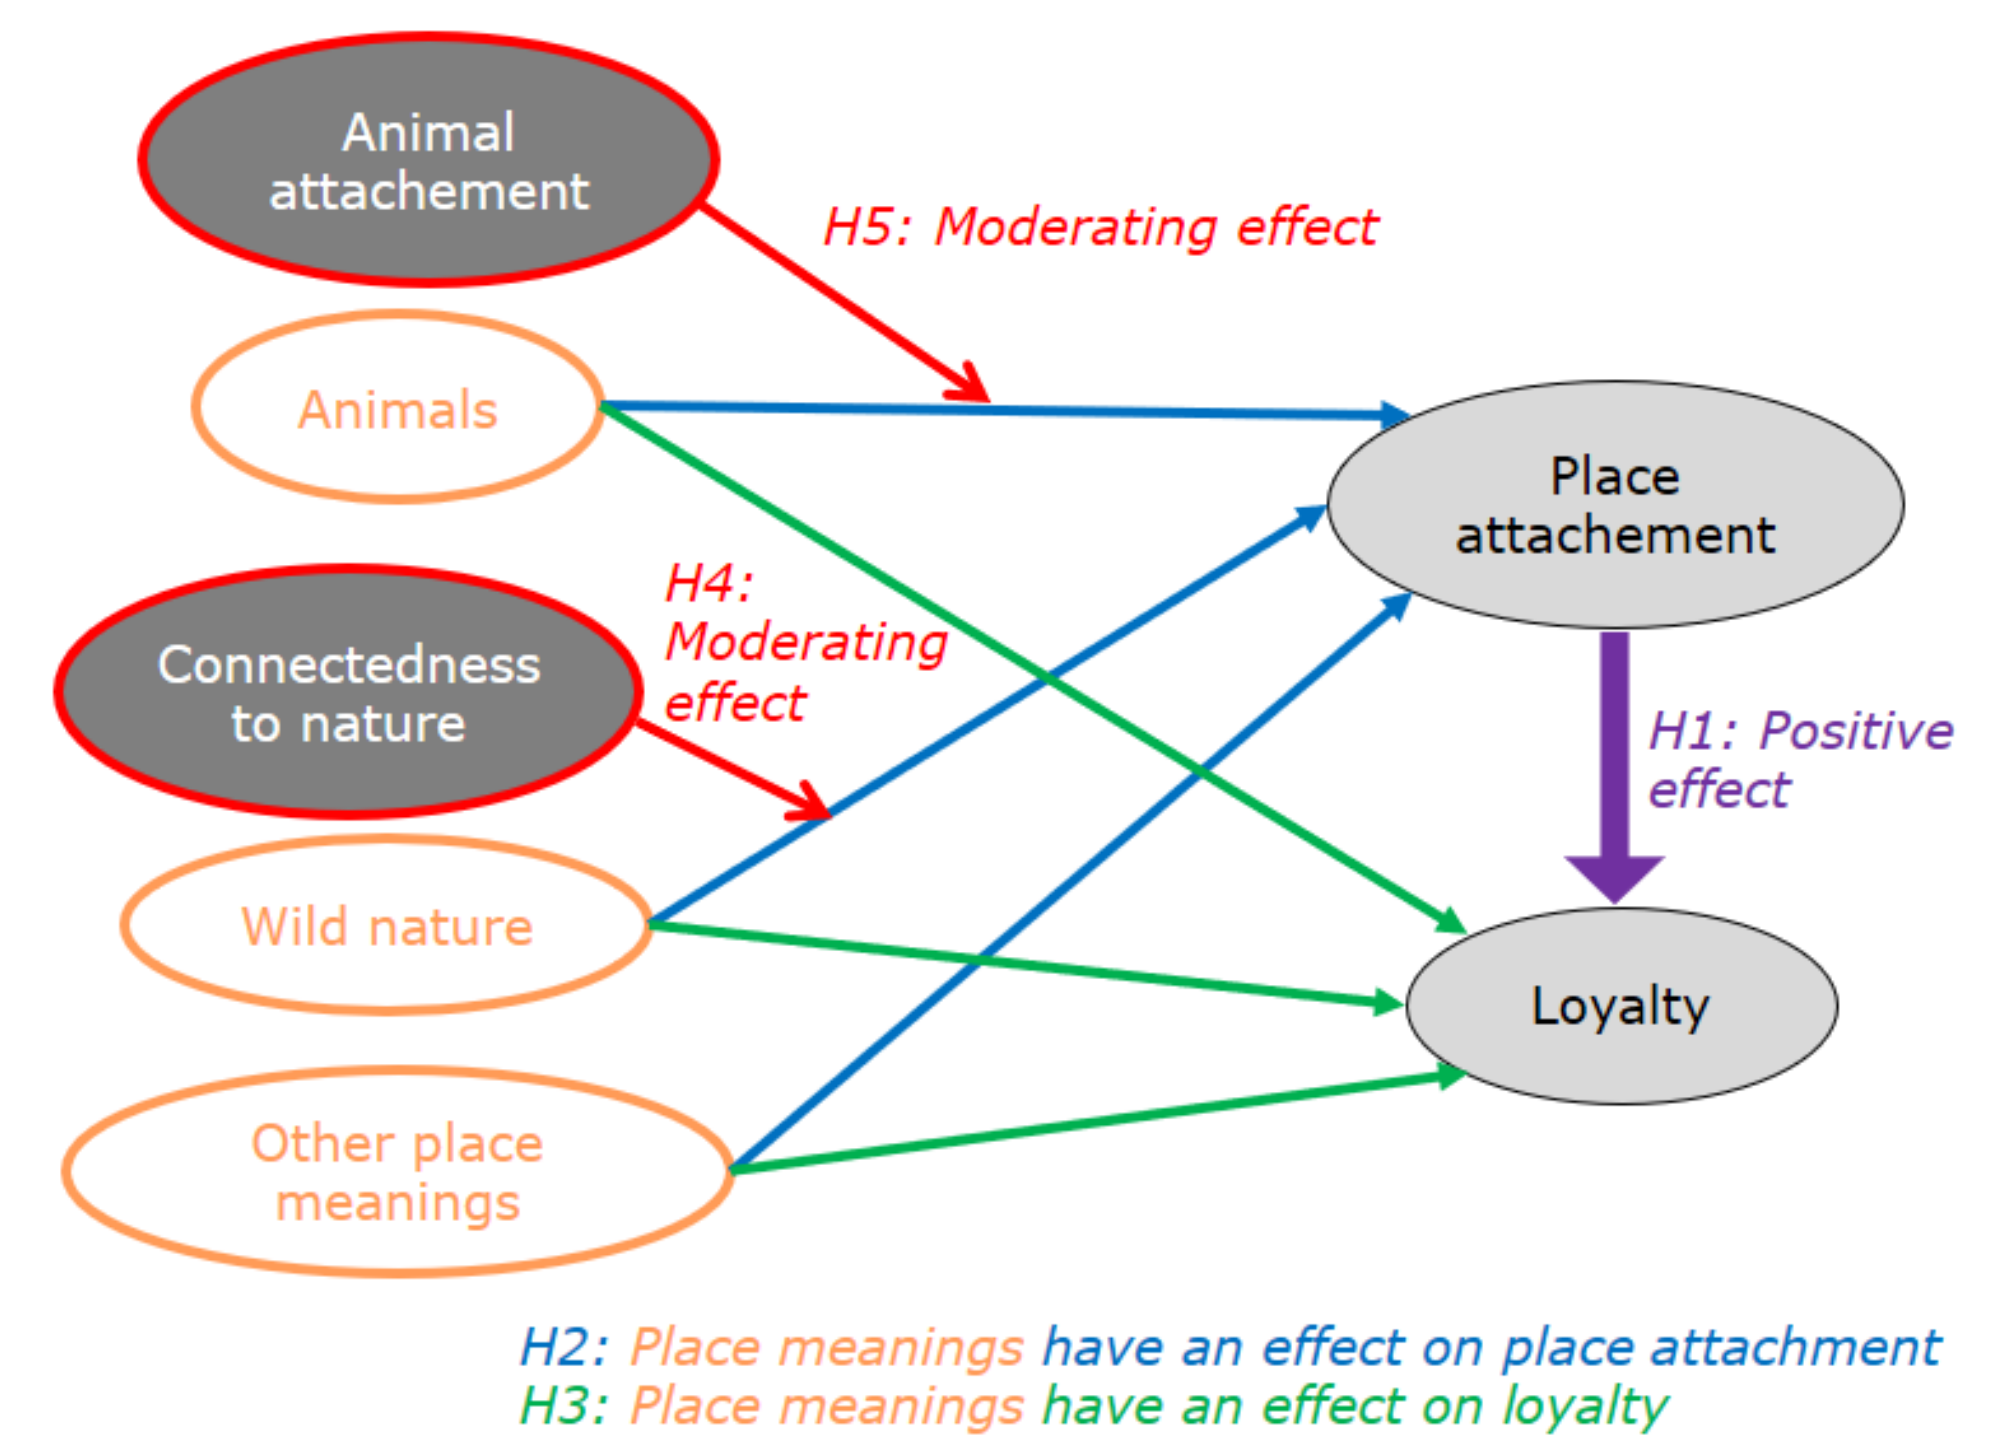 Animal
attachement
H5: Moderating effect
Animals
Place
attachement
H4:
Moderating
effect
Connectedness
to nature
H1: Positive
effect
Wild nature
Loyalty
Other place
meanings
H2: Place meanings have an effect on place attachment
H3: Place meanings have an effect on loyalty